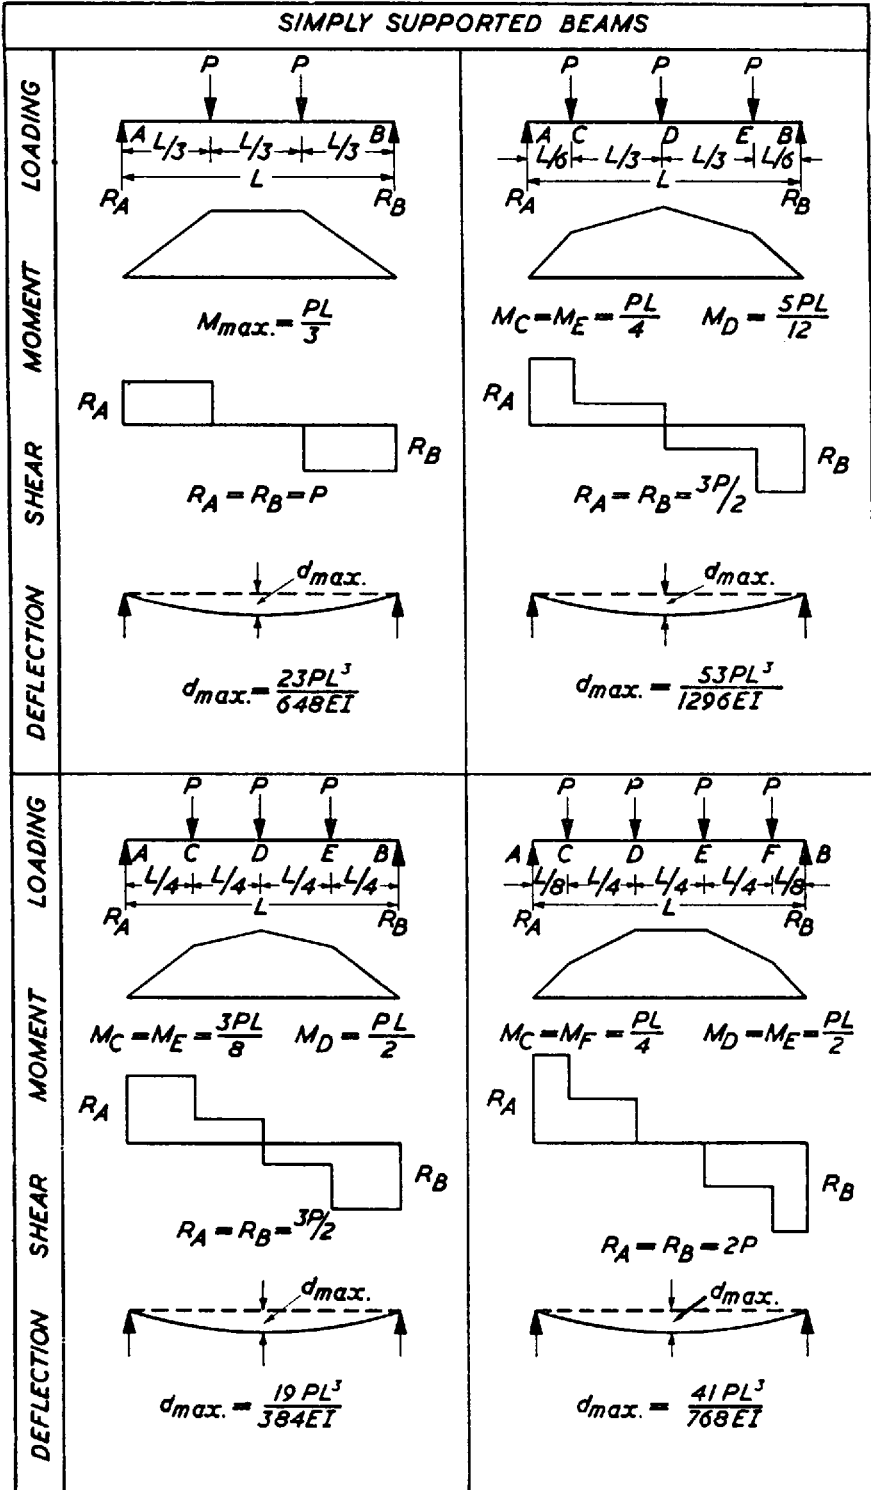 SIMPLY SUPPORTED BEAMS
LOADING
P P
A B
L/3 L/3 L/3
L
R_A R_B
MOMENT
M_max. = PL/3
SHEAR
R_A
R_B
R_A = R_B = P
DEFLECTION
d_max.
d_max. = 23PL³/648EI
P P P
A C D E B
L/6 L/3 L/3 L/6
L
R_A R_B
M_C = M_E = PL/4 M_D = 5PL/12
R_A
R_B
R_A = R_B = 3P/2
d_max.
d_max. = 53PL³/1296EI
LOADING
P P P
A C D E B
L/4 L/4 L/4 L/4
L
R_A R_B
MOMENT
M_C = M_E = 3PL/8 M_D = PL/2
SHEAR
R_A
R_B
R_A = R_B = 3P/2
DEFLECTION
d_max.
d_max. = 19PL³/384EI
P P P P
A C D E F B
L/8 L/4 L/4 L/4 L/8
L
R_A R_B
M_C = M_F = PL/4 M_D = M_E = PL/2
R_A
R_B
R_A = R_B = 2P
d_max.
d_max. = 41PL³/768EI